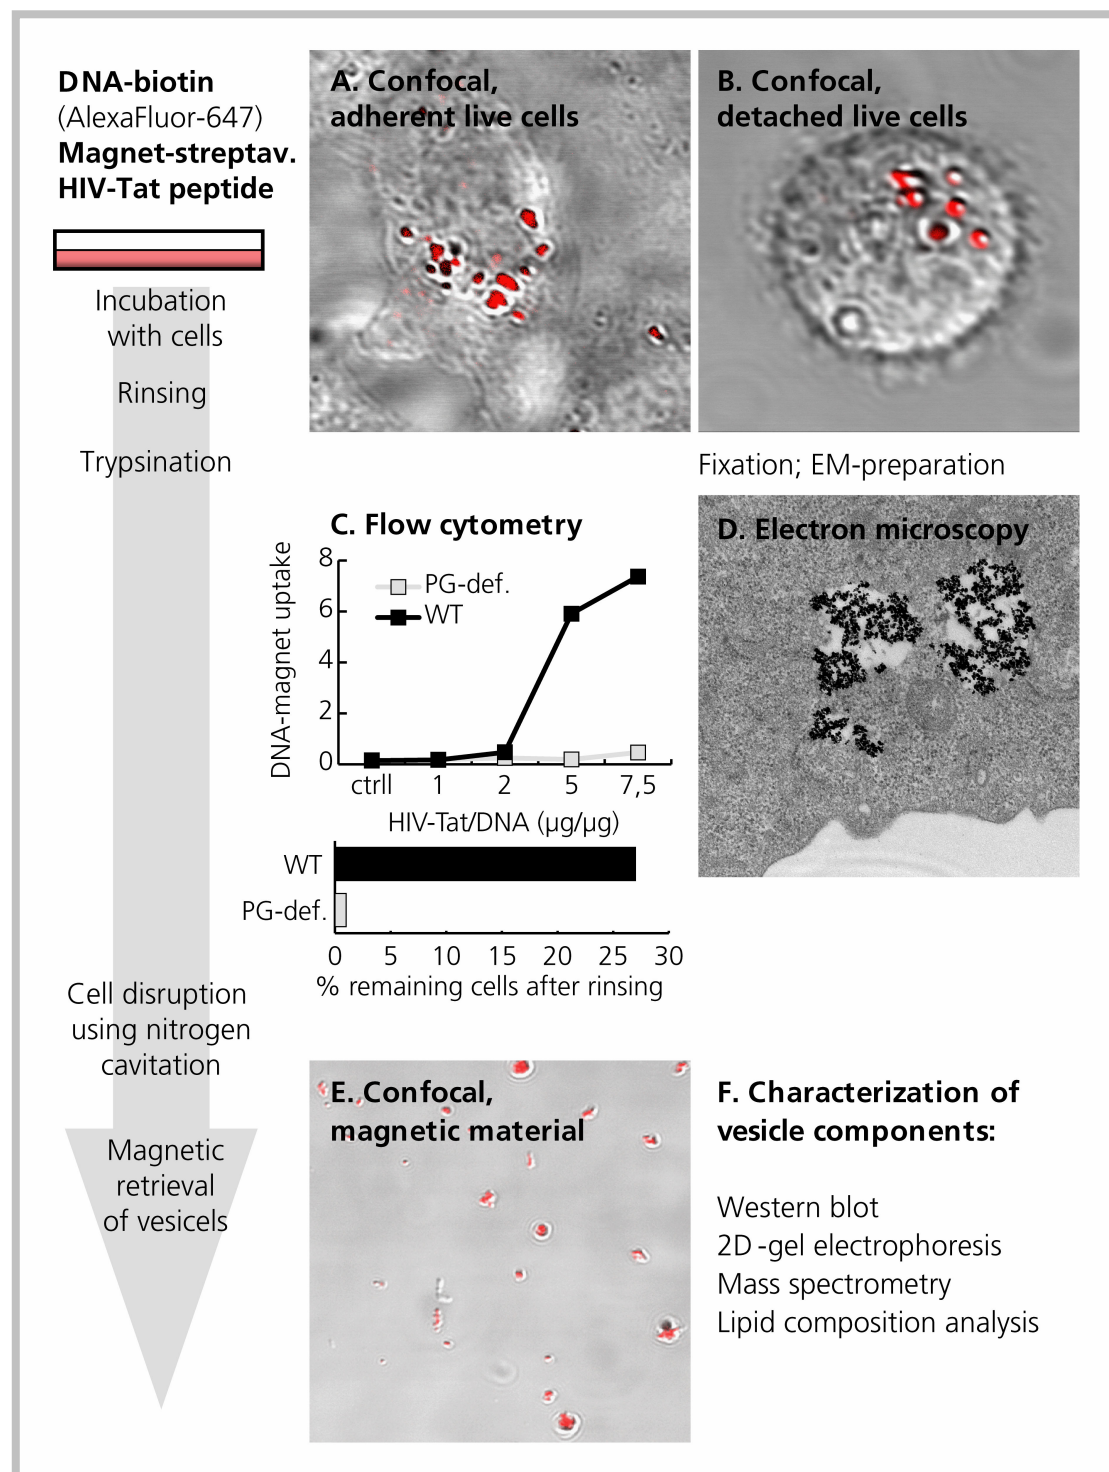 DNA-biotin
(AlexaFluor-647)
Magnet-streptav.
HIV-Tat peptide
Incubation
with cells
Rinsing
Trypsination
A. Confocal,
adherent live cells
B. Confocal,
detached live cells
Fixation; EM-preparation
C. Flow cytometry
DNA-magnet uptake
8
6
4
2
0
PG-def.
WT
ctrll 1 2 5 7,5
HIV-Tat/DNA (µg/µg)
WT
PG-def.
0 5 10 15 20 25 30
% remaining cells after rinsing
D. Electron microscopy
Cell disruption
using nitrogen
cavitation
Magnetic
retrieval
of vesicels
E. Confocal,
magnetic material
F. Characterization of
vesicle components:
Western blot
2D-gel electrophoresis
Mass spectrometry
Lipid composition analysis